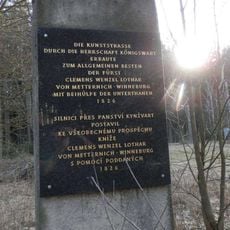 DIE KUNSTSTRASSE
DURCH DIE HERRSCHAFT KÖNIGSWART
ERBAUTE
ZUM ALLGEMEINEN BESTEN
DER FÜRST
CLEMENS WENZEL LOTHAR
VON METTERNICH - WINNEBURG
MIT BEIHÜLFE DER UNTERTHANEN
1826
SILNICI PŘES PANSTVÍ KYNŽVART
POSTAVIL
KE VŠEOBECNÉMU PROSPĚCHU
KNÍŽE
CLEMENS WENZEL LOTHAR
VON METTERNICH - WINNEBURG
S POMOCÍ PODDANÝCH
1826